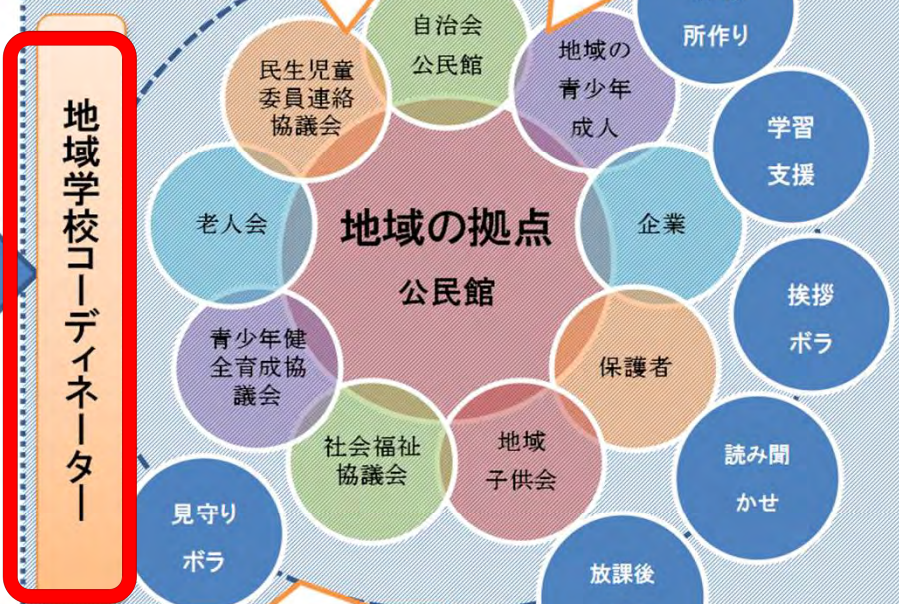 地域学校コーディネーター
自治会
公民館
地域の
青少年
成人
所作り
民生児童
委員連絡
協議会
学習
支援
老人会
地域の拠点
公民館
企業
挨拶
ボラ
青少年健
全育成協
議会
保護者
社会福祉
協議会
地域
子供会
読み聞
かせ
見守り
ボラ
放課後